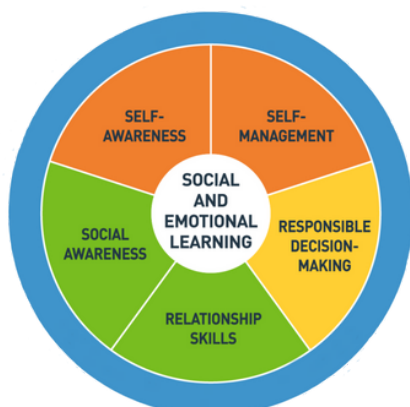 SELF-
AWARENESS
SELF-
MANAGEMENT
SOCIAL
AND
EMOTIONAL
LEARNING
SOCIAL
AWARENESS
RESPONSIBLE
DECISION-
MAKING
RELATIONSHIP
SKILLS